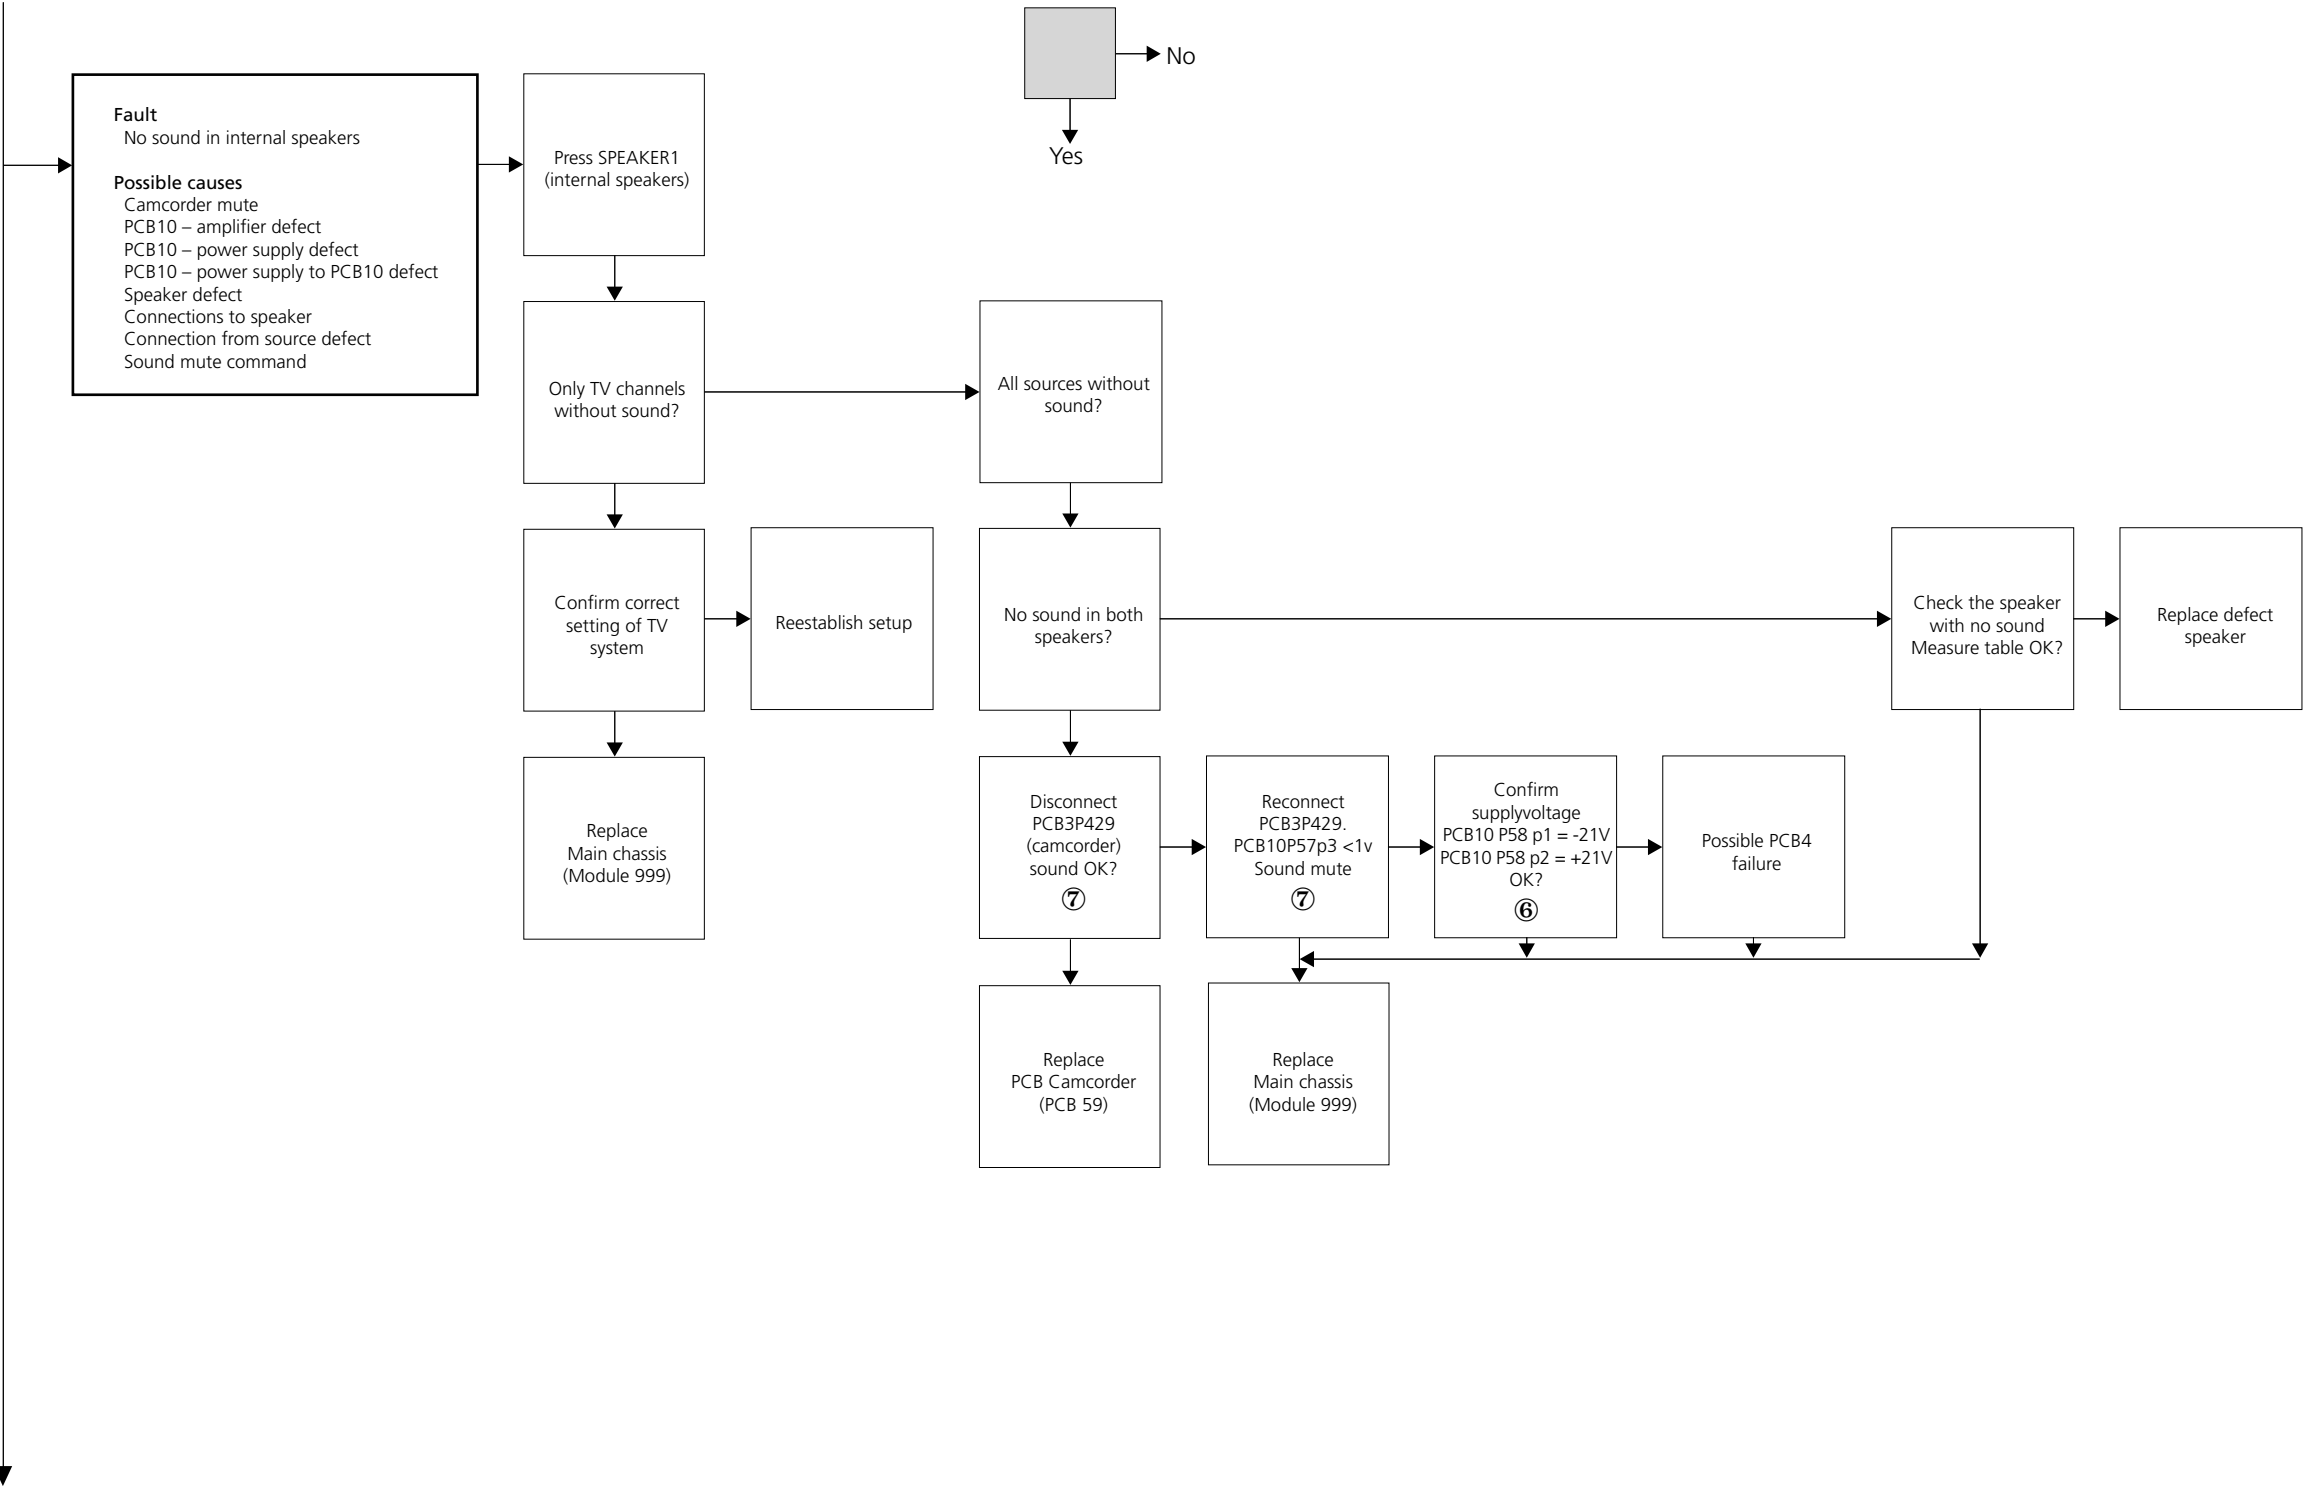 No
Yes
Fault
No sound in internal speakers
Possible causes
Camcorder mute
PCB10 – amplifier defect
PCB10 – power supply defect
PCB10 – power supply to PCB10 defect
Speaker defect
Connections to speaker
Connection from source defect
Sound mute command
Press SPEAKER1
(internal speakers)
Only TV channels
without sound?
All sources without
sound?
Confirm correct
setting of TV
system
Reestablish setup
No sound in both
speakers?
Check the speaker
with no sound
Measure table OK?
Replace defect
speaker
Replace
Main chassis
(Module 999)
Disconnect
PCB3P429
(camcorder)
sound OK?
⑦
Reconnect
PCB3P429.
PCB10P57p3 <1v
Sound mute
⑦
Confirm
supplyvoltage
PCB10 P58 p1 = -21V
PCB10 P58 p2 = +21V
OK?
⑥
Possible PCB4
failure
Replace
PCB Camcorder
(PCB 59)
Replace
Main chassis
(Module 999)